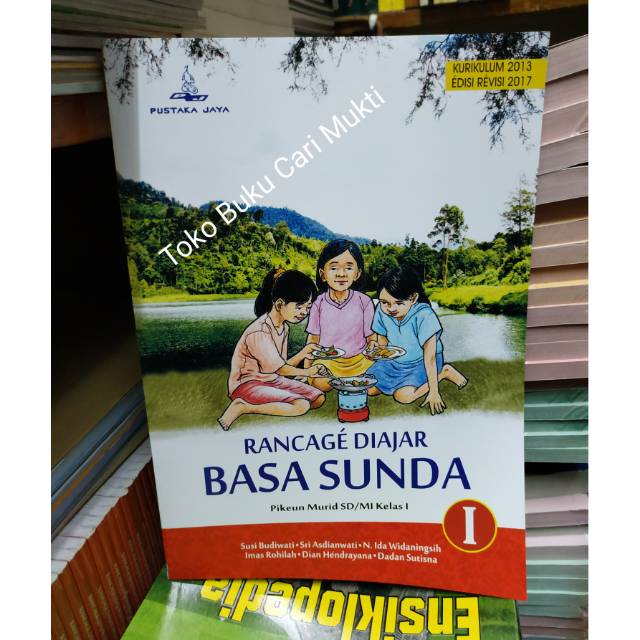 KURIKULUM 2013
EDISI REVISI 2017
PUSTAKA JAYA
Toko Buku Cari Mukti
RANCAGÉ DIAJAR
BASA SUNDA
Pikeun Murid SD/MI Kelas I
I
Susi Budiwati • Sri Asdianwati • N. Ida Widaningsih
Imas Rohilah • Dian Héndrayana • Dadan Sutisna
Ensiklopedia